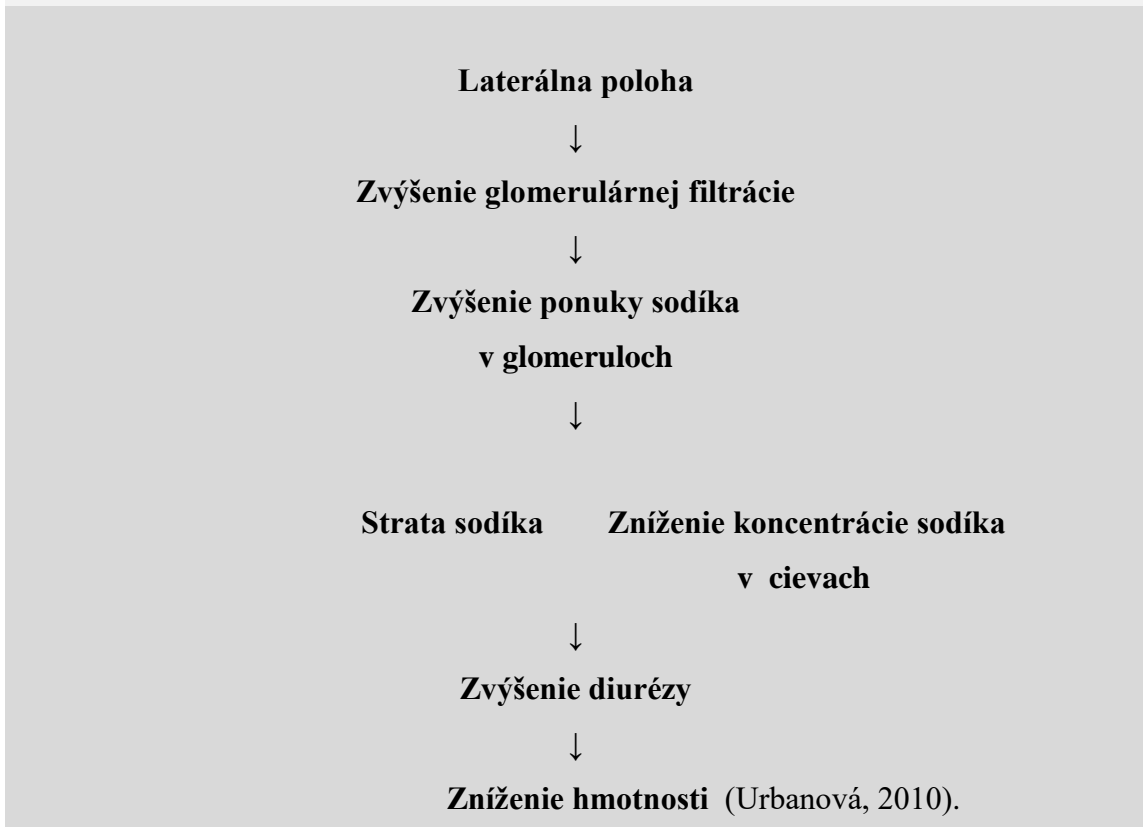 Laterálna poloha
↓
Zvýšenie glomerulárnej filtrácie
↓
Zvýšenie ponuky sodíka
v glomeruloch
↓
Strata sodíka Zníženie koncentrácie sodíka
v cievach
↓
Zvýšenie diurézy
↓
Zníženie hmotnosti (Urbanová, 2010).